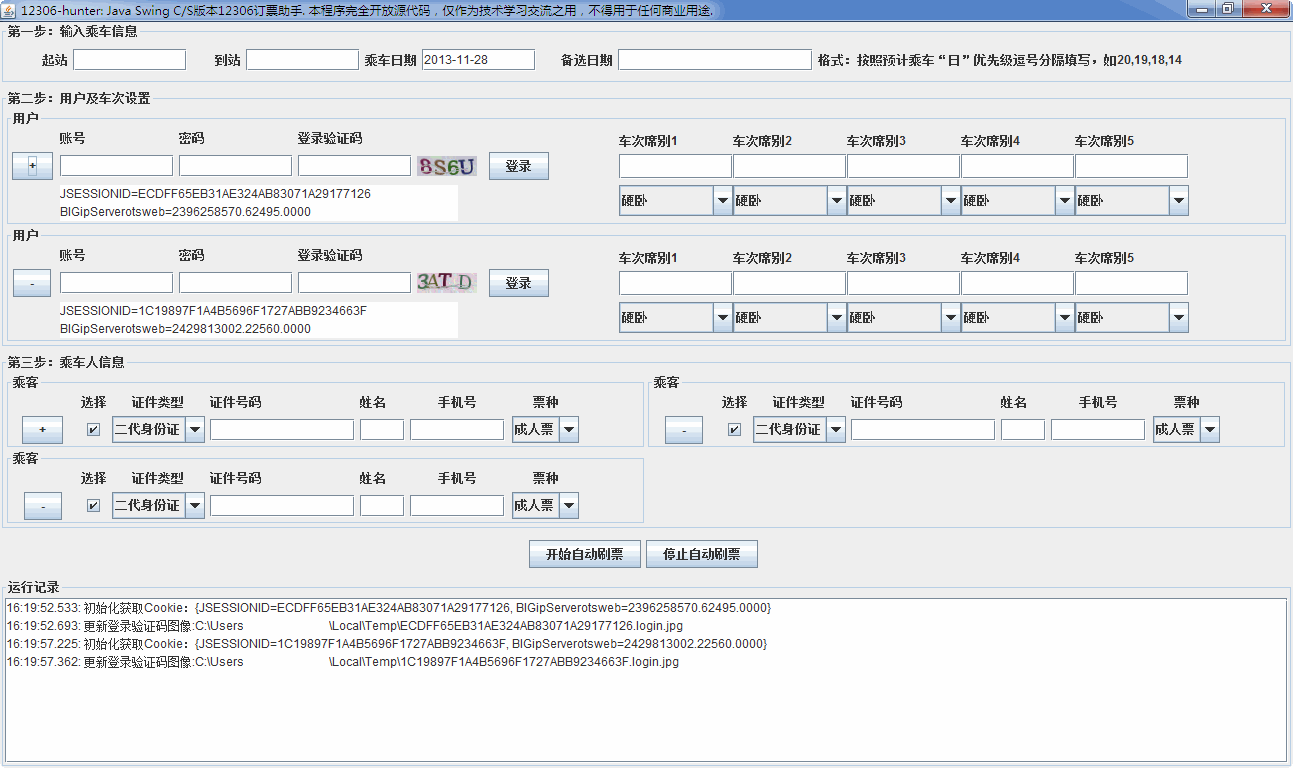 12306-hunter: Java Swing C/S版本12306订票助手. 本程序完全开放源代码，仅作为技术学习交流之用，不得用于任何商业用途.
第一步：输入乘车信息
起站 到站 乘车日期 2013-11-28 备选日期 格式：按照预计乘车“日”优先级逗号分隔填写，如20,19,18,14
第二步：用户及车次设置
用户
账号 密码 登录验证码 车次席别1 车次席别2 车次席别3 车次席别4 车次席别5
+ 8S6U 登录
JSESSIONID=ECDFF65EB31AE324AB83071A29177126 硬卧 硬卧 硬卧 硬卧 硬卧
BIGipServerotsweb=2396258570.62495.0000
用户
账号 密码 登录验证码 车次席别1 车次席别2 车次席别3 车次席别4 车次席别5
- 3ATD 登录
JSESSIONID=1C19897F1A4B5696F1727ABB9234663F 硬卧 硬卧 硬卧 硬卧 硬卧
BIGipServerotsweb=2429813002.22560.0000
第三步：乘车人信息
乘客 乘客
选择 证件类型 证件号码 姓名 手机号 票种 选择 证件类型 证件号码 姓名 手机号 票种
+ 二代身份证 成人票 - 二代身份证 成人票
乘客
选择 证件类型 证件号码 姓名 手机号 票种
- 二代身份证 成人票
开始自动刷票 停止自动刷票
运行记录
16:19:52.533: 初始化获取Cookie：{JSESSIONID=ECDFF65EB31AE324AB83071A29177126, BIGipServerotsweb=2396258570.62495.0000}
16:19:52.693: 更新登录验证码图像:C:\Users \Local\Temp\ECDFF65EB31AE324AB83071A29177126.login.jpg
16:19:57.225: 初始化获取Cookie：{JSESSIONID=1C19897F1A4B5696F1727ABB9234663F, BIGipServerotsweb=2429813002.22560.0000}
16:19:57.362: 更新登录验证码图像:C:\Users \Local\Temp\1C19897F1A4B5696F1727ABB9234663F.login.jpg